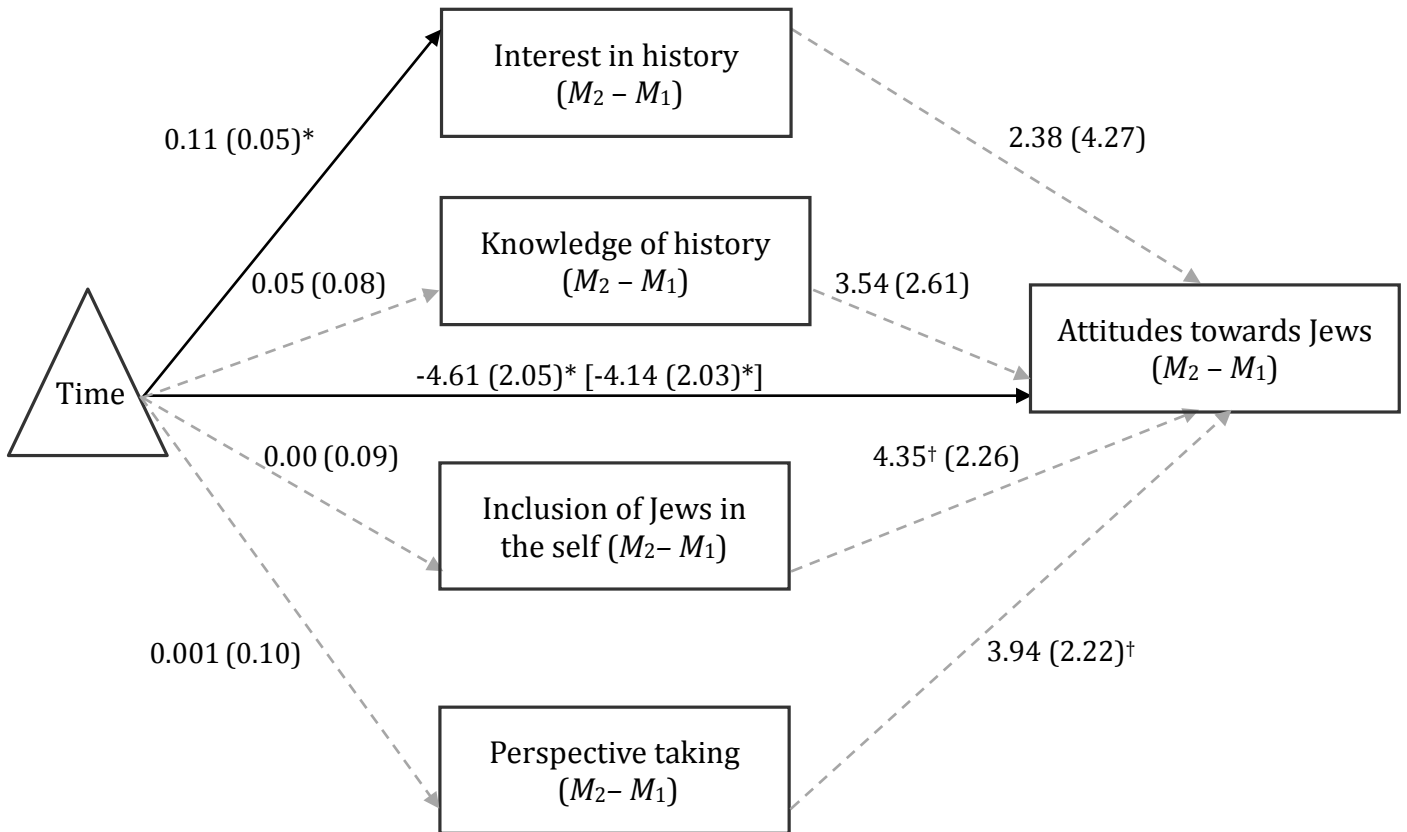 Interest in history
(M2 – M1)
0.11 (0.05)*
2.38 (4.27)
Knowledge of history
(M2 – M1)
0.05 (0.08)
3.54 (2.61)
Attitudes towards Jews
(M2 – M1)
Time
-4.61 (2.05)* [-4.14 (2.03)*]
0.00 (0.09)
4.35† (2.26)
Inclusion of Jews in
the self (M2– M1)
0.001 (0.10)
3.94 (2.22)†
Perspective taking
(M2– M1)